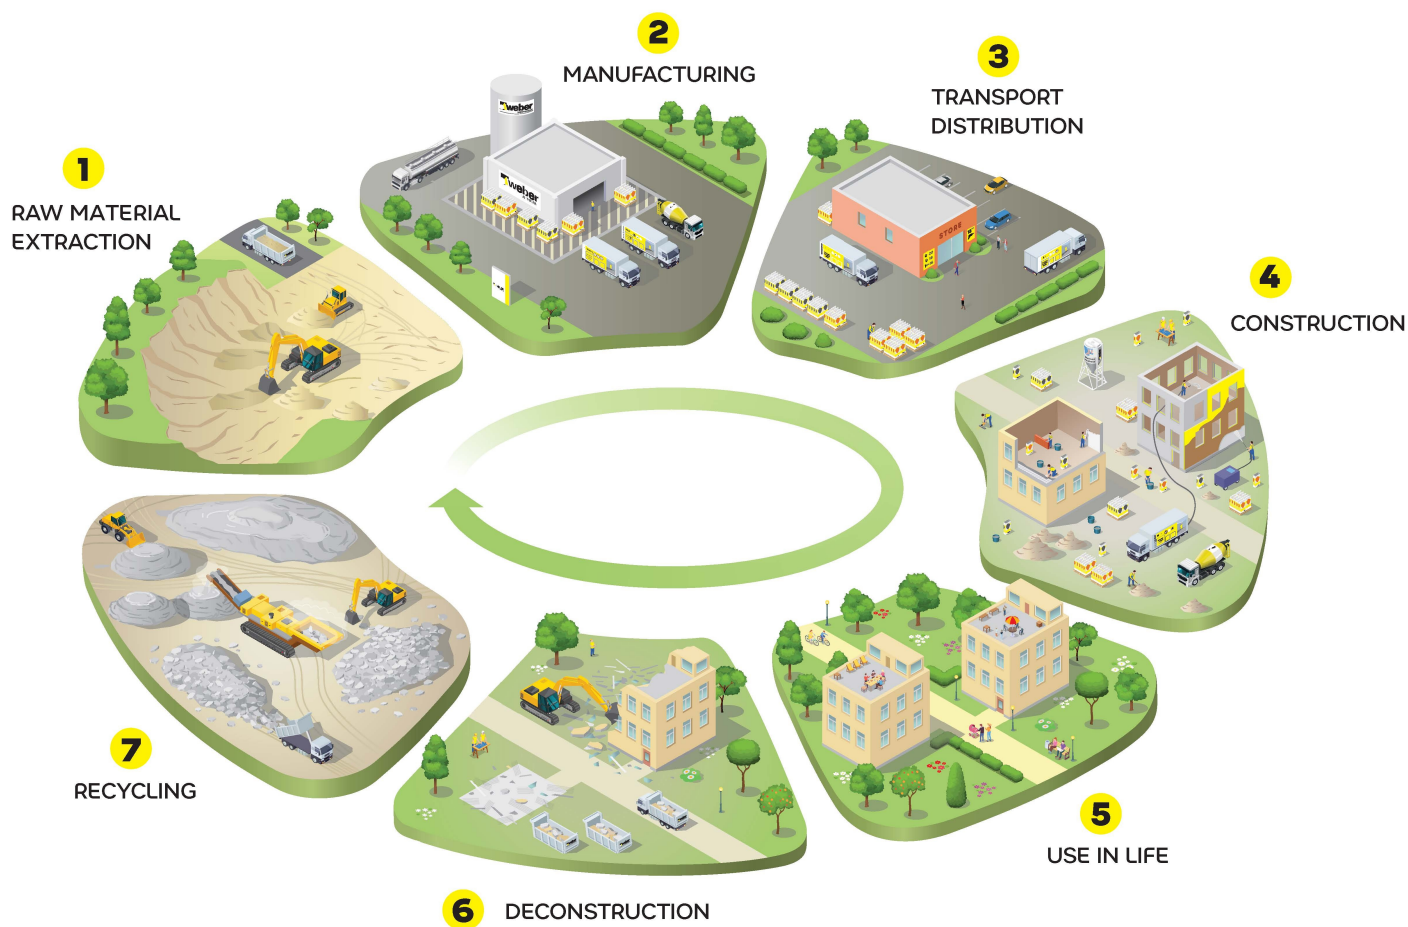 1
RAW MATERIAL
EXTRACTION
2
MANUFACTURING
weber
weber
3
TRANSPORT
DISTRIBUTION
STORE
4
CONSTRUCTION
5
USE IN LIFE
6
DECONSTRUCTION
7
RECYCLING